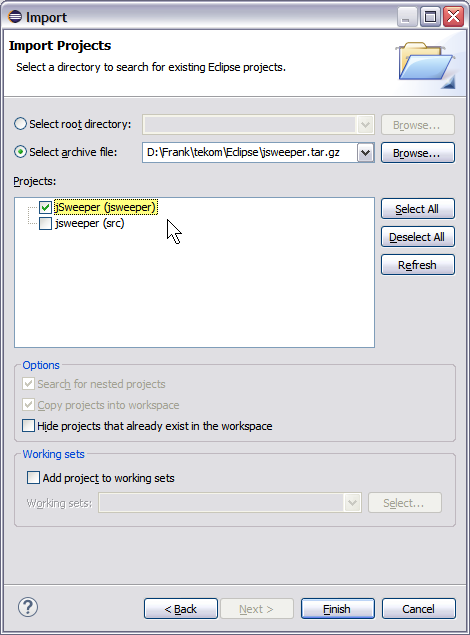 Import
Import Projects
Select a directory to search for existing Eclipse projects.
Select root directory:
Browse...
Select archive file:
D:\Frank\tekom\Eclipse\jsweeper.tar.gz
Browse...
Projects:
jSweeper (jsweeper)
jsweeper (src)
Select All
Deselect All
Refresh
Options
Search for nested projects
Copy projects into workspace
Hide projects that already exist in the workspace
Working sets
Add project to working sets
Working sets:
Select...
?
< Back
Next >
Finish
Cancel